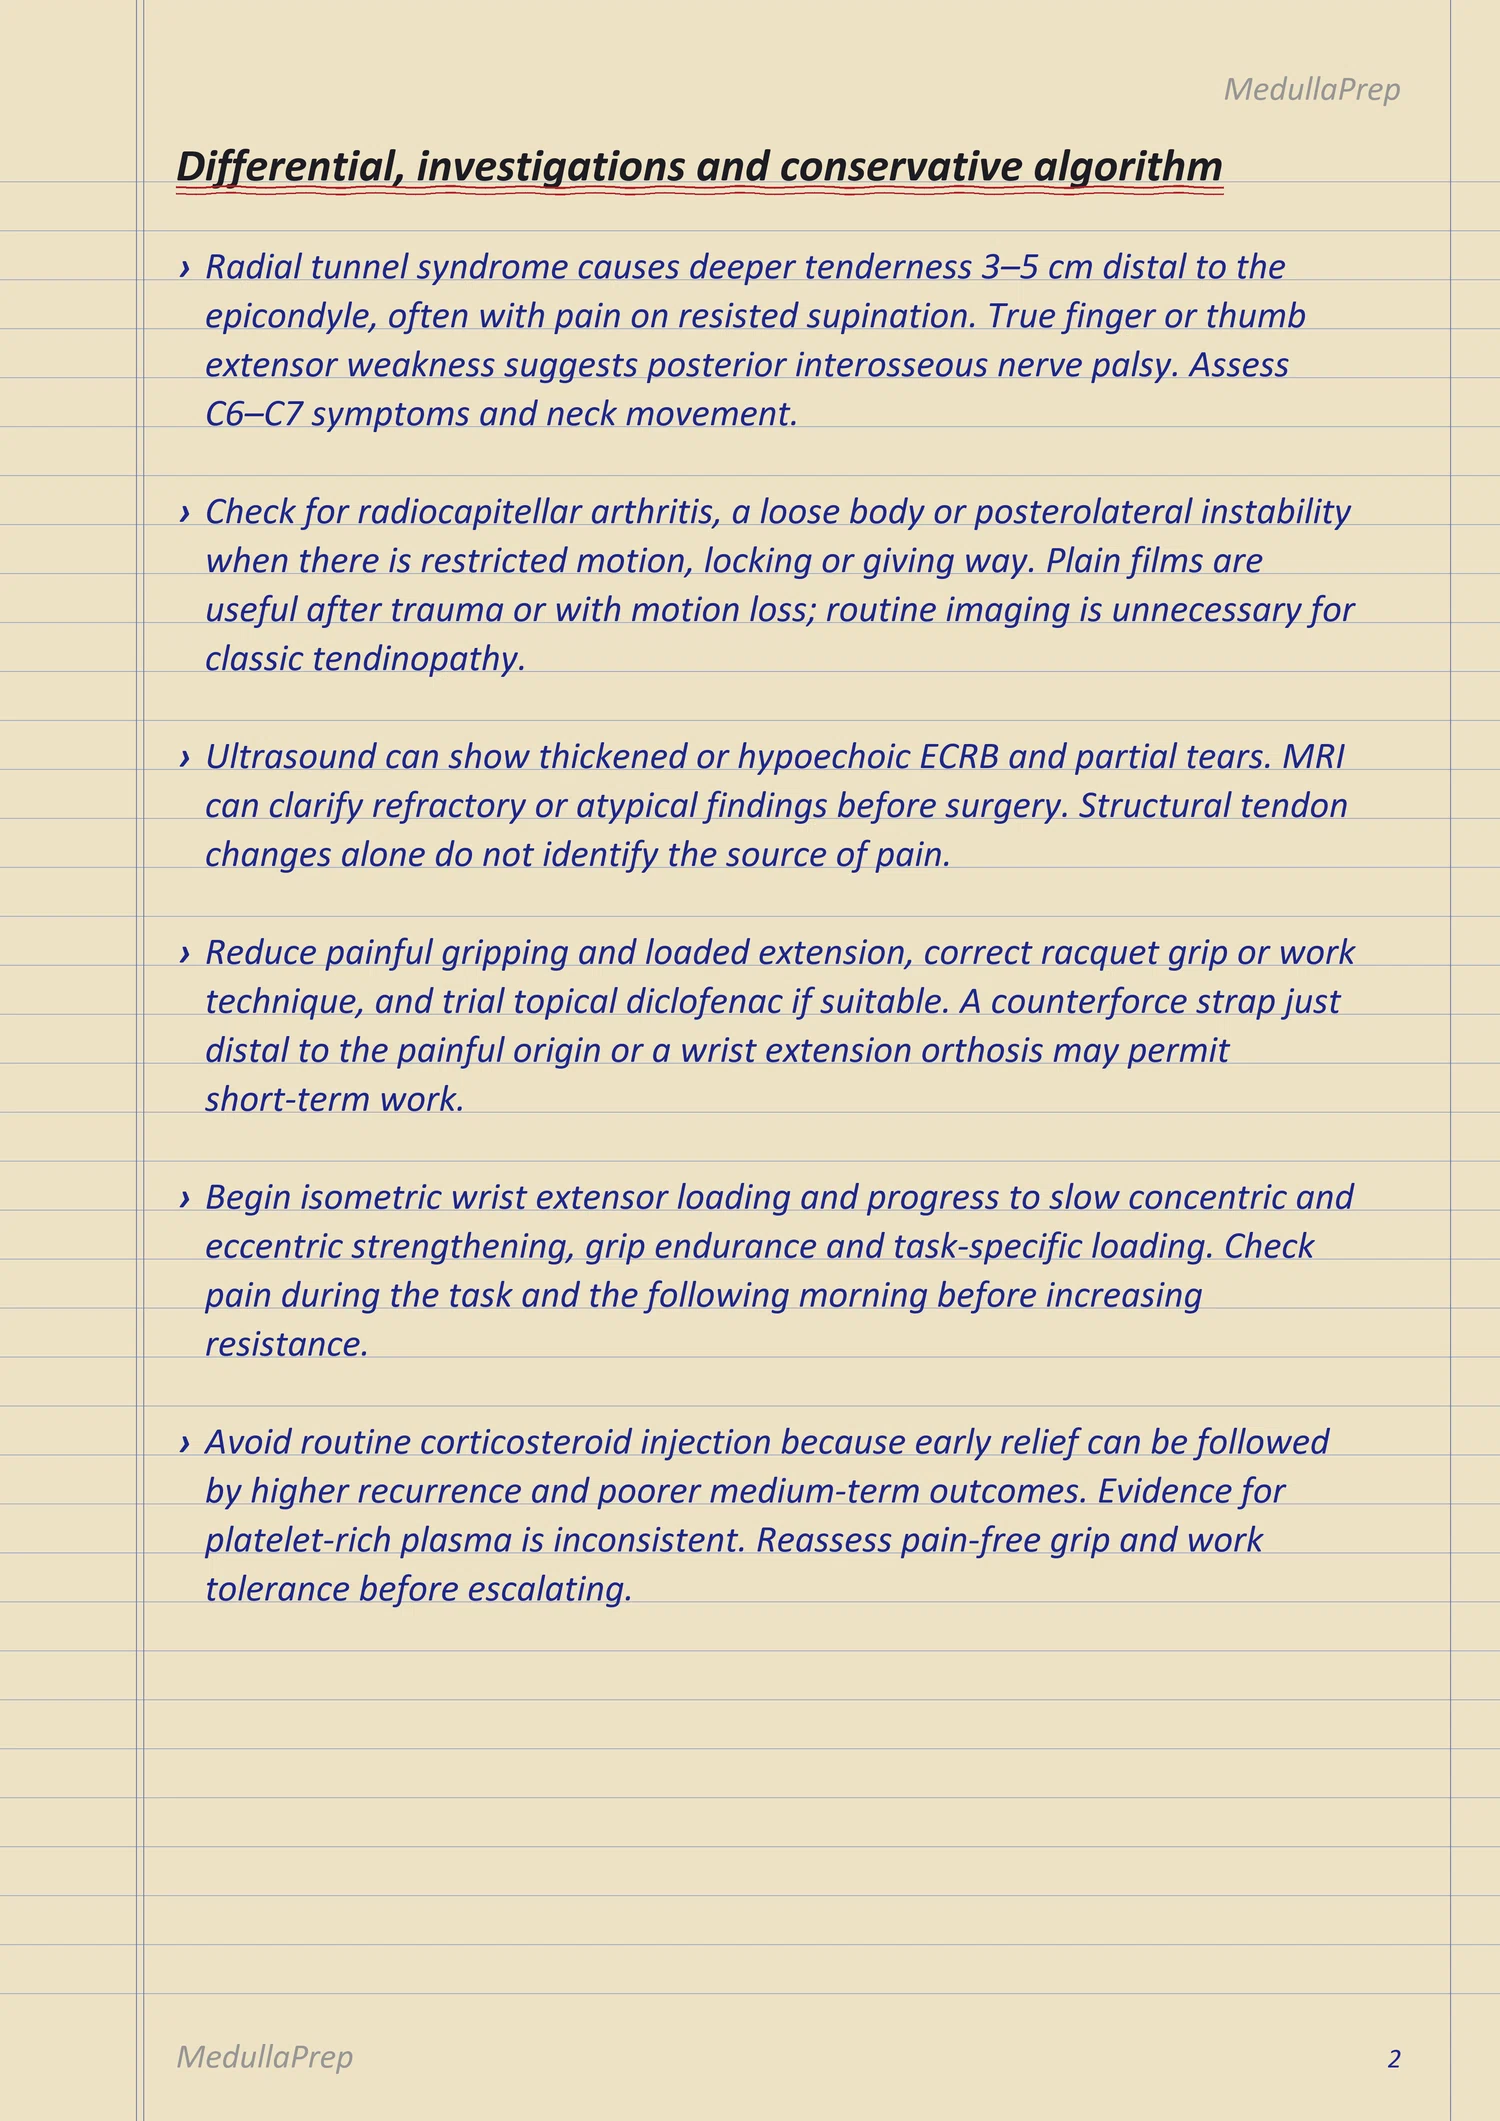 MedullaPrep
Differential, investigations and conservative algorithm
› Radial tunnel syndrome causes deeper tenderness 3–5 cm distal to the
epicondyle, often with pain on resisted supination. True finger or thumb
extensor weakness suggests posterior interosseous nerve palsy. Assess
C6–C7 symptoms and neck movement.
› Check for radiocapitellar arthritis, a loose body or posterolateral instability
when there is restricted motion, locking or giving way. Plain films are
useful after trauma or with motion loss; routine imaging is unnecessary for
classic tendinopathy.
› Ultrasound can show thickened or hypoechoic ECRB and partial tears. MRI
can clarify refractory or atypical findings before surgery. Structural tendon
changes alone do not identify the source of pain.
› Reduce painful gripping and loaded extension, correct racquet grip or work
technique, and trial topical diclofenac if suitable. A counterforce strap just
distal to the painful origin or a wrist extension orthosis may permit
short-term work.
› Begin isometric wrist extensor loading and progress to slow concentric and
eccentric strengthening, grip endurance and task-specific loading. Check
pain during the task and the following morning before increasing
resistance.
› Avoid routine corticosteroid injection because early relief can be followed
by higher recurrence and poorer medium-term outcomes. Evidence for
platelet-rich plasma is inconsistent. Reassess pain-free grip and work
tolerance before escalating.
MedullaPrep
2